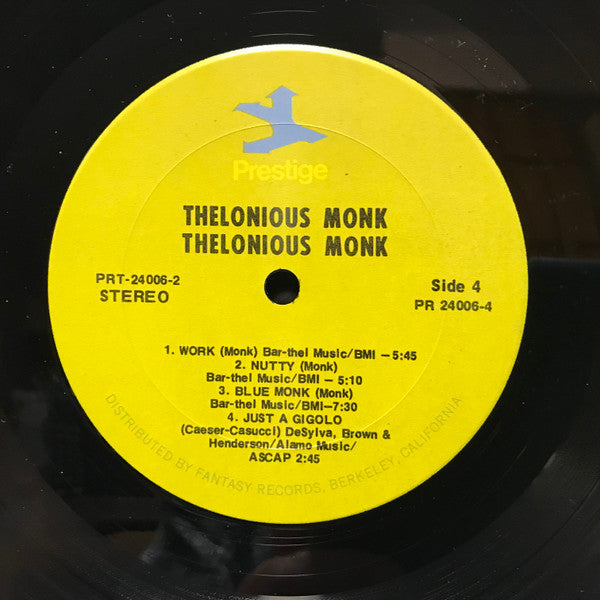 Prestige
THELONIOUS MONK
THELONIOUS MONK
PRT-24006-2
STEREO
Side 4
PR 24006-4
1. WORK (Monk) Bar-thel Music/BMI – 5:45
2. NUTTY (Monk)
Bar-thel Music/BMI – 5:10
3. BLUE MONK (Monk)
Bar-thel Music/BMI–7:30
4. JUST A GIGOLO
(Caeser-Casucci) DeSylva, Brown &
Henderson/Alamo Music/
ASCAP 2:45
DISTRIBUTED BY FANTASY RECORDS, BERKELEY, CALIFORNIA